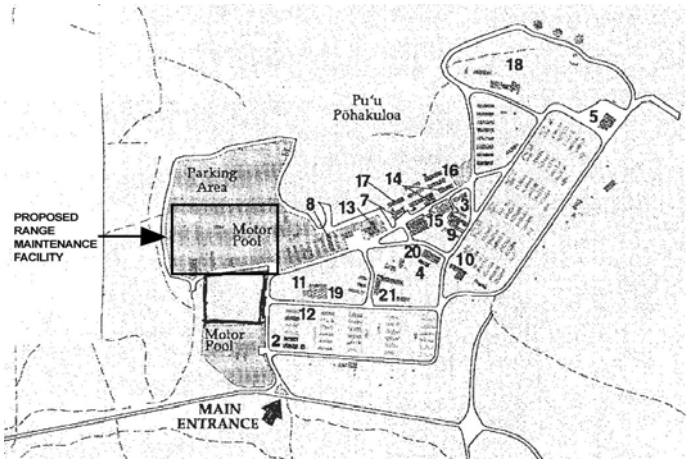 18
Pu‘u
Pōhakuloa
5
Parking
Area
17
14
16
7
8
13
3
15
9
PROPOSED
RANGE
MAINTENANCE
FACILITY
Motor
Pool
20
4
10
11
19
21
12
Motor
Pool
2
MAIN
ENTRANCE